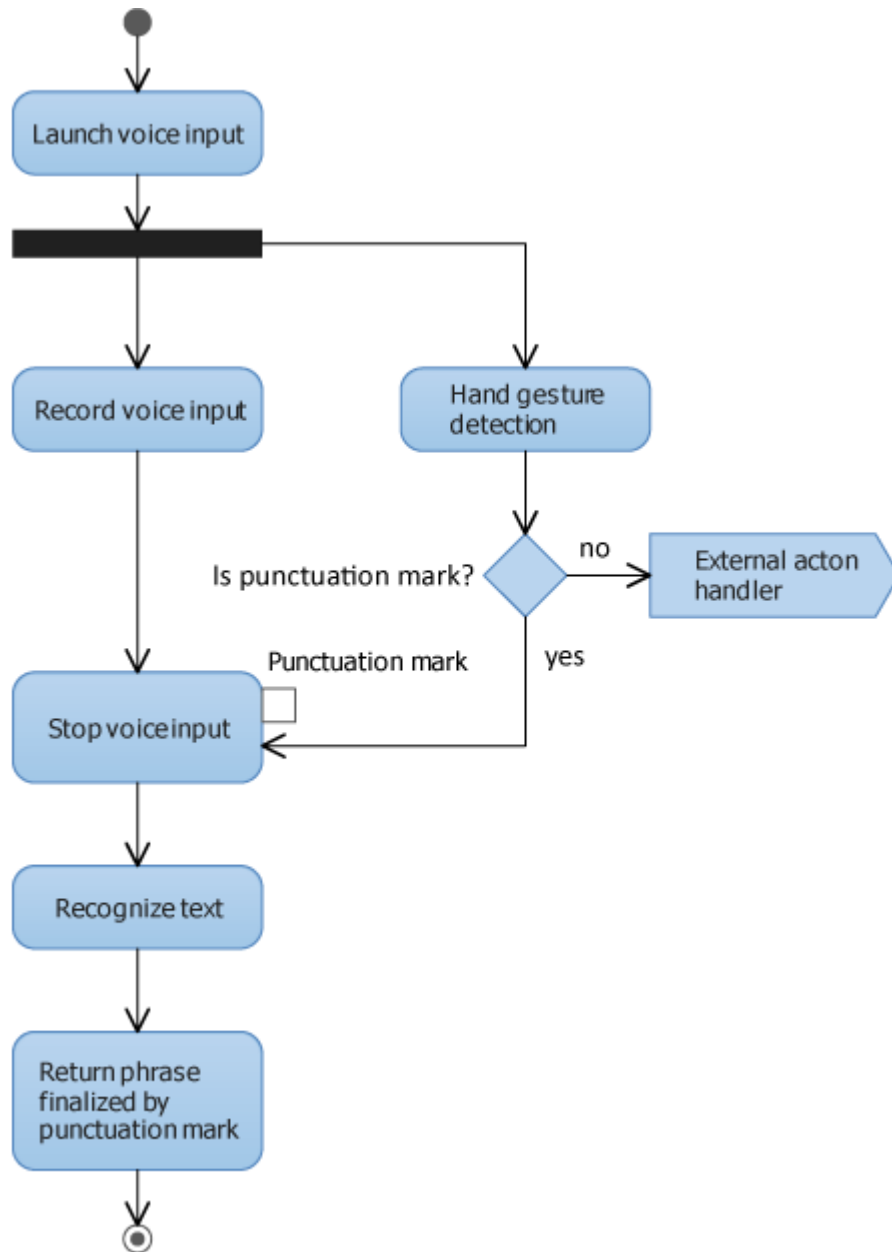 Launch voice input
Record voice input
Hand gesture
detection
Is punctuation mark?
no
External acton
handler
yes
Punctuation mark
Stop voice input
Recognize text
Return phrase
finalized by
punctuation mark